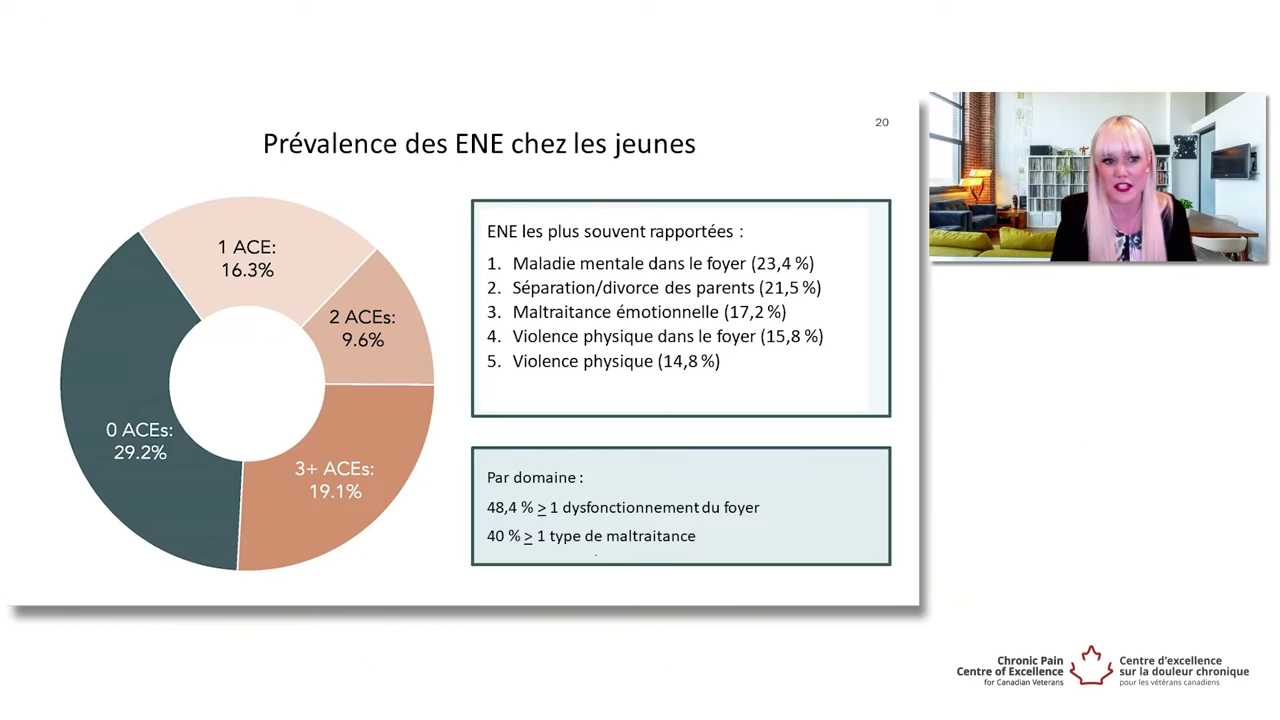 20
Prévalence des ENE chez les jeunes
1 ACE:
16.3%
2 ACEs:
9.6%
0 ACEs:
29.2%
3+ ACEs:
19.1%
ENE les plus souvent rapportées :
1. Maladie mentale dans le foyer (23,4 %)
2. Séparation/divorce des parents (21,5 %)
3. Maltraitance émotionnelle (17,2 %)
4. Violence physique dans le foyer (15,8 %)
5. Violence physique (14,8 %)
Par domaine :
48,4 % ≥ 1 dysfonctionnement du foyer
40 % ≥ 1 type de maltraitance
Chronic Pain
Centre of Excellence
for Canadian Veterans
Centre d'excellence
sur la douleur chronique
pour les vétérans canadiens